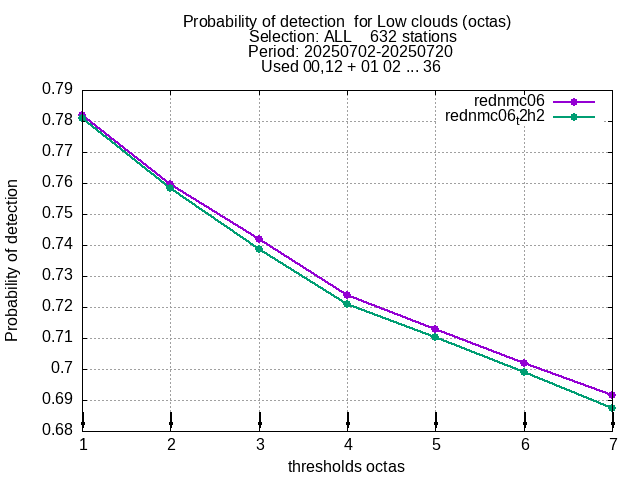 Probability of detection  for Low clouds (octas)
Selection: ALL    632 stations
Period: 20250702-20250720
Used 00,12 + 01 02 ... 36
rednmc06
rednmc06,2h2
0.79
0.78
0.77
0.76
0.75
0.74
0.73
0.72
0.71
0.7
0.69
0.68
Probability of detection
1 2 3 4 5 6 7
thresholds octas